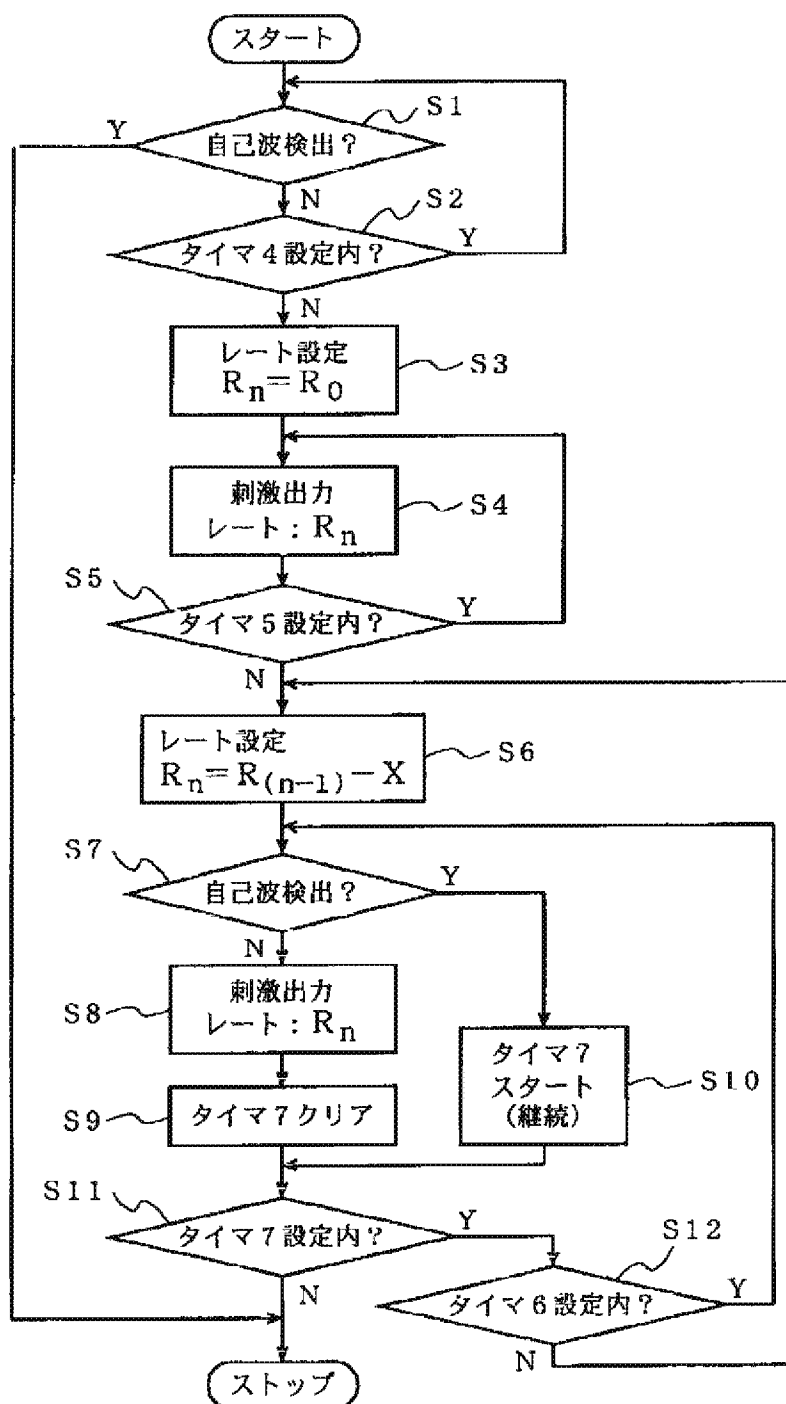 スタート
S1
Y
自己波検出？
N
S2
タイマ4設定内？
Y
N
レート設定
Rn＝R0
S3
刺激出力
レート：Rn
S4
S5
タイマ5設定内？
Y
N
レート設定
Rn＝R(n−1)−X
S6
S7
自己波検出？
Y
N
刺激出力
レート：Rn
S8
タイマ7
スタート
(継続)
S10
S9
タイマ7クリア
S11
タイマ7設定内？
Y
S12
N
タイマ6設定内？
Y
N
ストップ